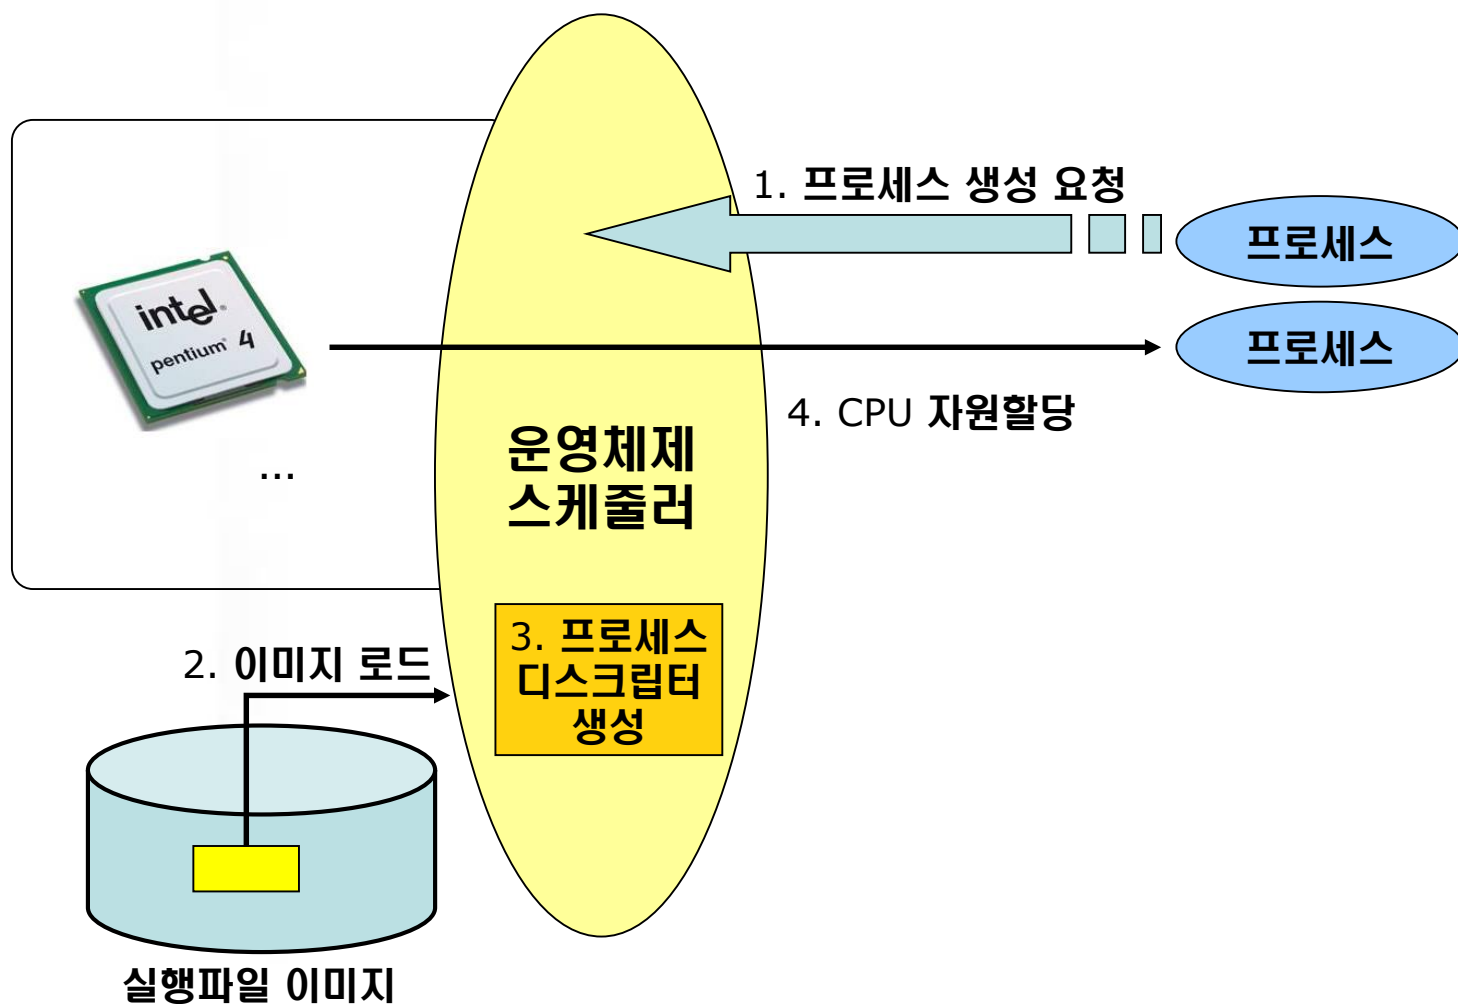 1. 프로세스 생성 요청
프로세스
intel.
pentium® 4
프로세스
4. CPU 자원할당
운영체제
스케줄러
...
3. 프로세스
디스크립터
생성
2. 이미지 로드
실행파일 이미지